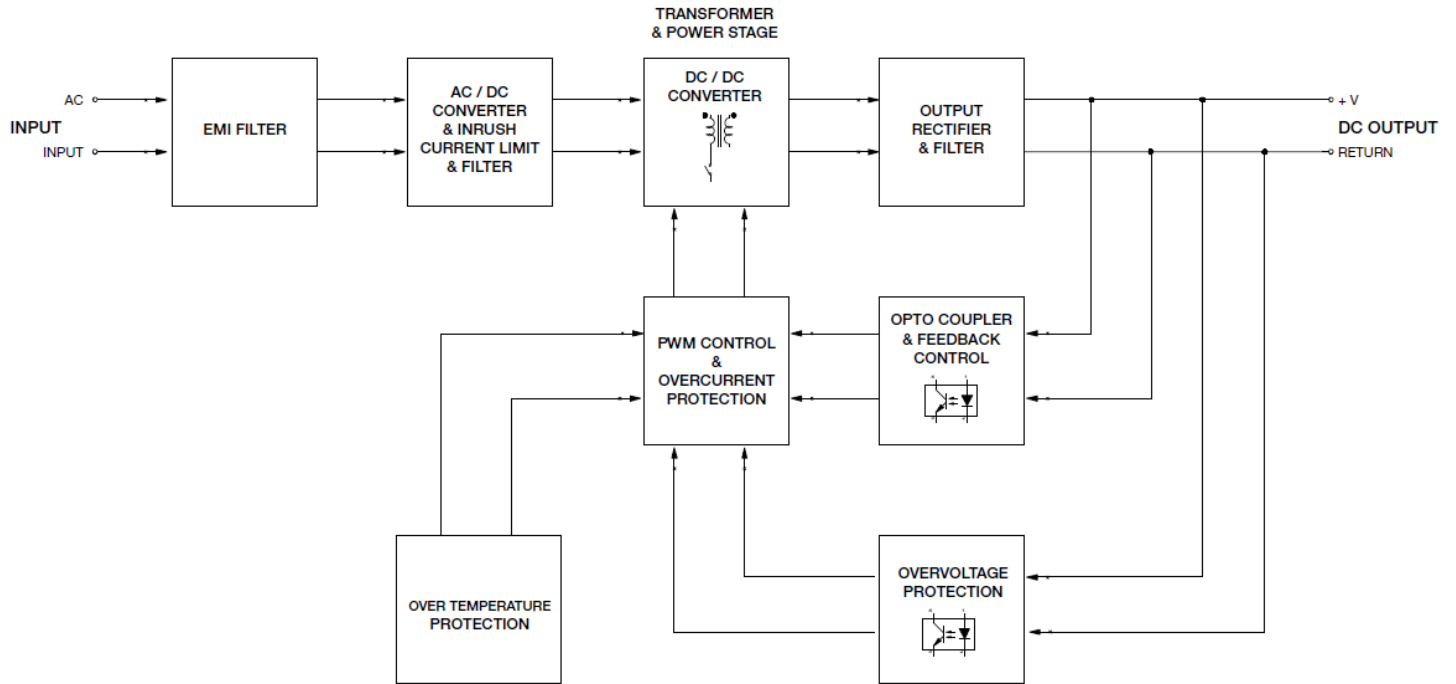 TRANSFORMER
& POWER STAGE
INPUT
AC
INPUT
EMI FILTER
AC / DC
CONVERTER
& INRUSH
CURRENT LIMIT
& FILTER
DC / DC
CONVERTER
OUTPUT
RECTIFIER
& FILTER
+ V
DC OUTPUT
RETURN
PWM CONTROL
&
OVERCURRENT
PROTECTION
OPTO COUPLER
& FEEDBACK
CONTROL
OVER TEMPERATURE
PROTECTION
OVERVOLTAGE
PROTECTION